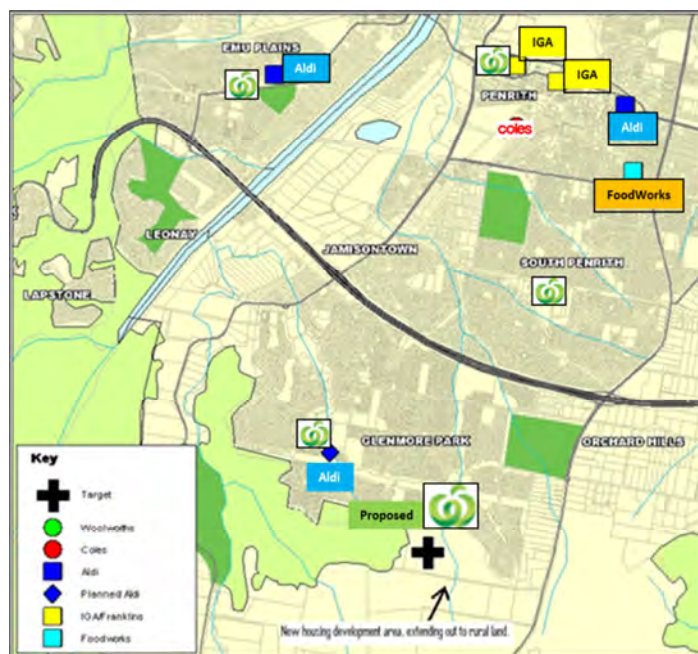 EMU PLAINS
Aldi
IGA
IGA
PENRITH
coles
Aldi
FoodWorks
LEONAY
JAMISONTOWN
SOUTH PENRITH
LAPSTONE
GLENMORE PARK
ORCHARD HILLS
Aldi
Proposed
Key
Target
Woolworths
Coles
Aldi
Planned Aldi
IGA/Franklins
Foodworks
New housing development area, extending out to rural land.